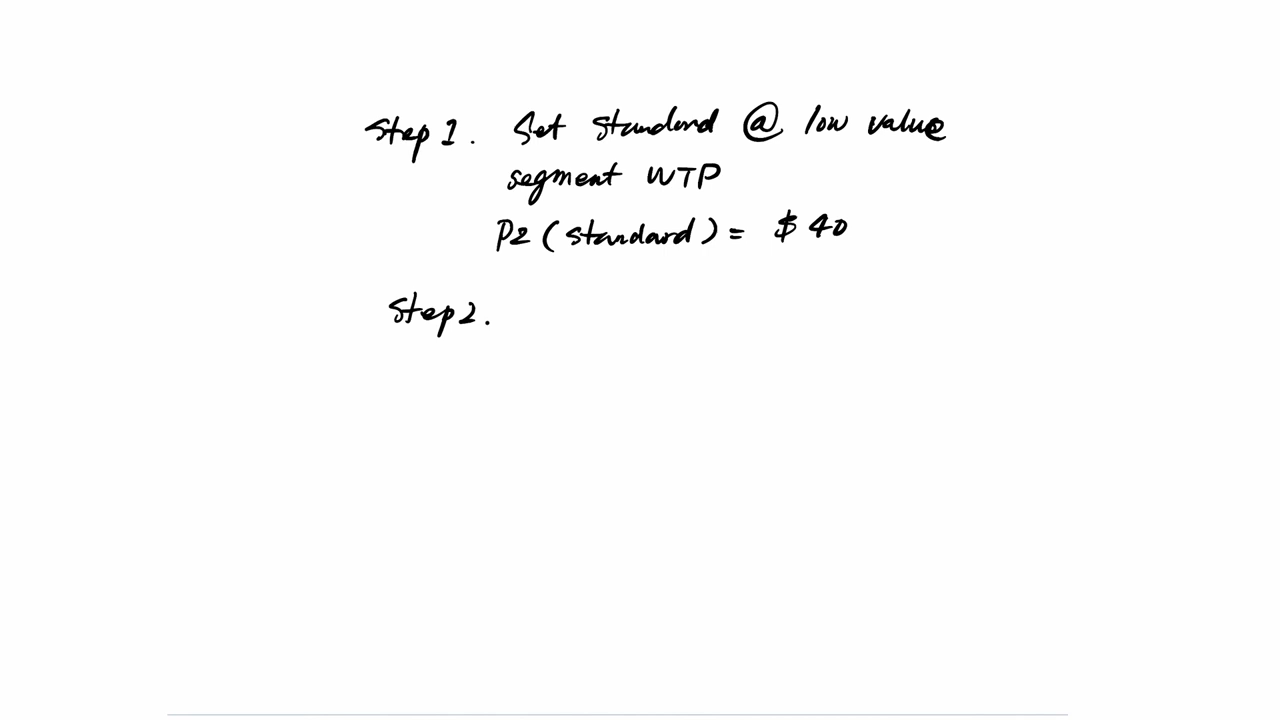 Step 1. Set Standard @ low value
segment WTP
P2 (standard) = $ 40
Step 2.